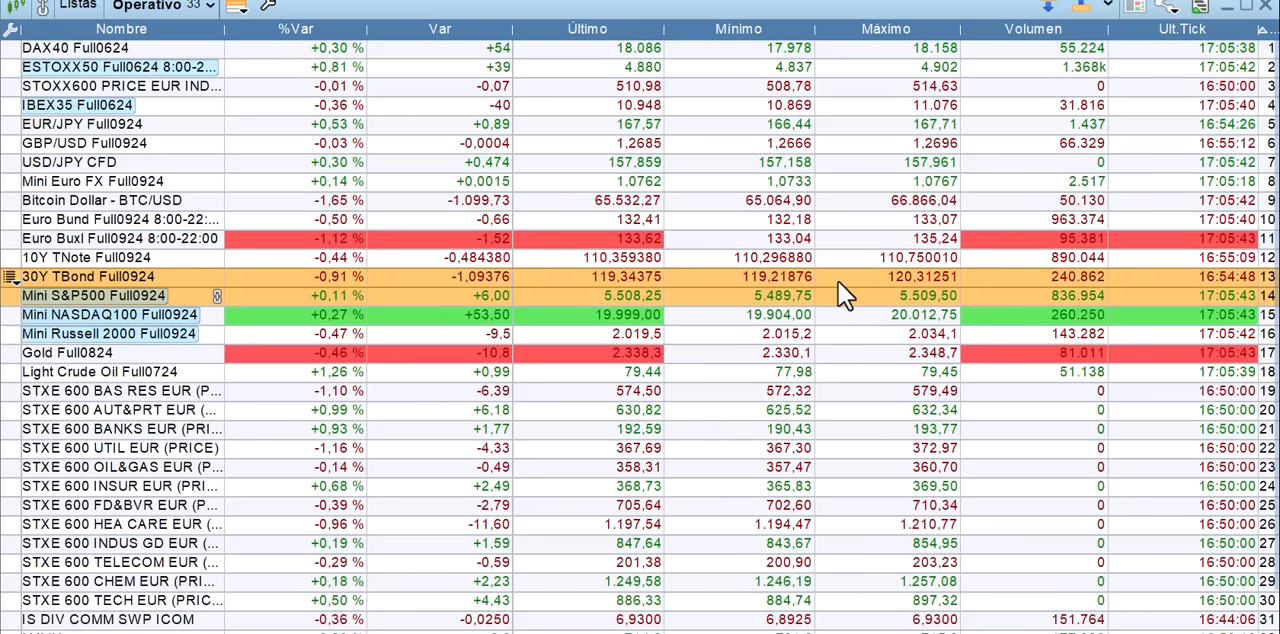 Listas Operativo 33
Nombre %Var Var Último Mínimo Máximo Volumen Ult.Tick
DAX40 Full0624 +0,30 % +54 18.086 17.978 18.158 55.224 17:05:38 1
ESTOXX50 Full0624 8:00-2... +0,81 % +39 4.880 4.837 4.902 1.368k 17:05:42 2
STOXX600 PRICE EUR IND... -0,01 % -0,07 510,98 508,78 514,63 0 16:50:00 3
IBEX35 Full0624 -0,36 % -40 10.948 10.869 11.076 31.816 17:05:40 4
EUR/JPY Full0924 +0,53 % +0,89 167,57 166,44 167,71 1.437 16:54:26 5
GBP/USD Full0924 -0,03 % -0,0004 1,2685 1,2666 1,2696 66.329 16:55:12 6
USD/JPY CFD +0,30 % +0,474 157,859 157,158 157,961 0 17:05:42 7
Mini Euro FX Full0924 +0,14 % +0,0015 1,0762 1,0733 1,0767 2.517 17:05:18 8
Bitcoin Dollar - BTC/USD -1,65 % -1.099,73 65.532,27 65.064,90 66.866,04 50.130 17:05:42 9
Euro Bund Full0924 8:00-22:... -0,50 % -0,66 132,41 132,18 133,07 963.374 17:05:40 10
Euro Buxl Full0924 8:00-22:00 -1,12 % -1,52 133,62 133,04 135,24 95.381 17:05:43 11
10Y TNote Full0924 -0,44 % -0,484380 110,359380 110,296880 110,750010 890.044 16:55:09 12
30Y TBond Full0924 -0,91 % -1,09376 119,34375 119,21876 120,31251 240.862 16:54:48 13
Mini S&P500 Full0924 +0,11 % +6,00 5.508,25 5.489,75 5.509,50 836.954 17:05:43 14
Mini NASDAQ100 Full0924 +0,27 % +53,50 19.999,00 19.904,00 20.012,75 260.250 17:05:43 15
Mini Russell 2000 Full0924 -0,47 % -9,5 2.019,5 2.015,2 2.034,1 143.282 17:05:42 16
Gold Full0824 -0,46 % -10,8 2.338,3 2.330,1 2.348,7 81.011 17:05:43 17
Light Crude Oil Full0724 +1,26 % +0,99 79,44 77,98 79,45 51.138 17:05:39 18
STXE 600 BAS RES EUR (P... -1,10 % -6,39 574,50 572,32 579,49 0 16:50:00 19
STXE 600 AUT&PRT EUR (... +0,99 % +6,18 630,82 625,52 632,34 0 16:50:00 20
STXE 600 BANKS EUR (PRI... +0,93 % +1,77 192,59 190,43 193,77 0 16:50:00 21
STXE 600 UTIL EUR (PRICE) -1,16 % -4,33 367,69 367,30 372,97 0 16:50:00 22
STXE 600 OIL&GAS EUR (P... -0,14 % -0,49 358,31 357,47 360,70 0 16:50:00 23
STXE 600 INSUR EUR (PRI... +0,68 % +2,49 368,73 365,83 369,50 0 16:50:00 24
STXE 600 FD&BVR EUR (P... -0,39 % -2,79 705,64 702,60 710,34 0 16:50:00 25
STXE 600 HEA CARE EUR (... -0,96 % -11,60 1.197,54 1.194,47 1.210,77 0 16:50:00 26
STXE 600 INDUS GD EUR (... +0,19 % +1,59 847,64 843,67 854,95 0 16:50:00 27
STXE 600 TELECOM EUR (... -0,29 % -0,59 201,38 200,90 203,23 0 16:50:00 28
STXE 600 CHEM EUR (PRI... +0,18 % +2,23 1.249,58 1.246,19 1.257,08 0 16:50:00 29
STXE 600 TECH EUR (PRIC... +0,50 % +4,43 886,33 884,74 897,32 0 16:50:00 30
IS DIV COMM SWP ICOM -0,36 % -0,0250 6,9300 6,8925 6,9300 151.764 16:44:06 31